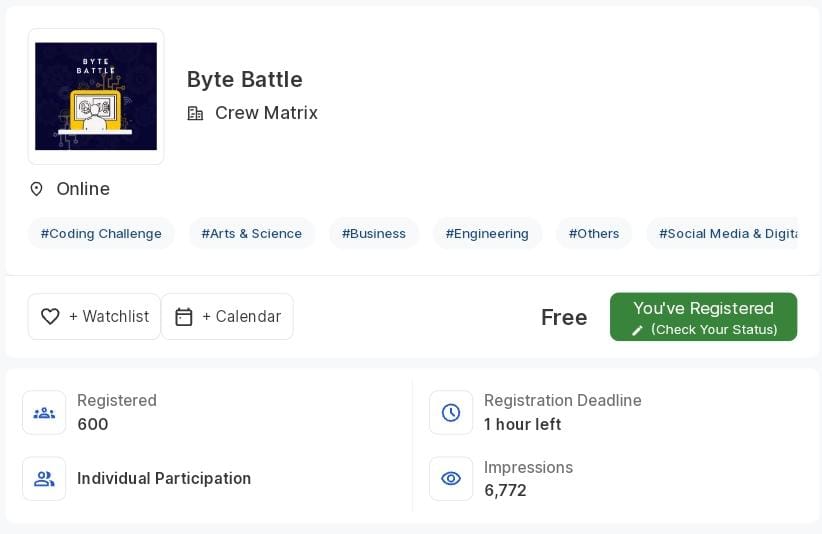 BYTE
BATTLE
Byte Battle
Crew Matrix
Online
#Coding Challenge
#Arts & Science
#Business
#Engineering
#Others
#Social Media & Digita
+ Watchlist
+ Calendar
Free
You've Registered
(Check Your Status)
Registered
600
Registration Deadline
1 hour left
Individual Participation
Impressions
6,772